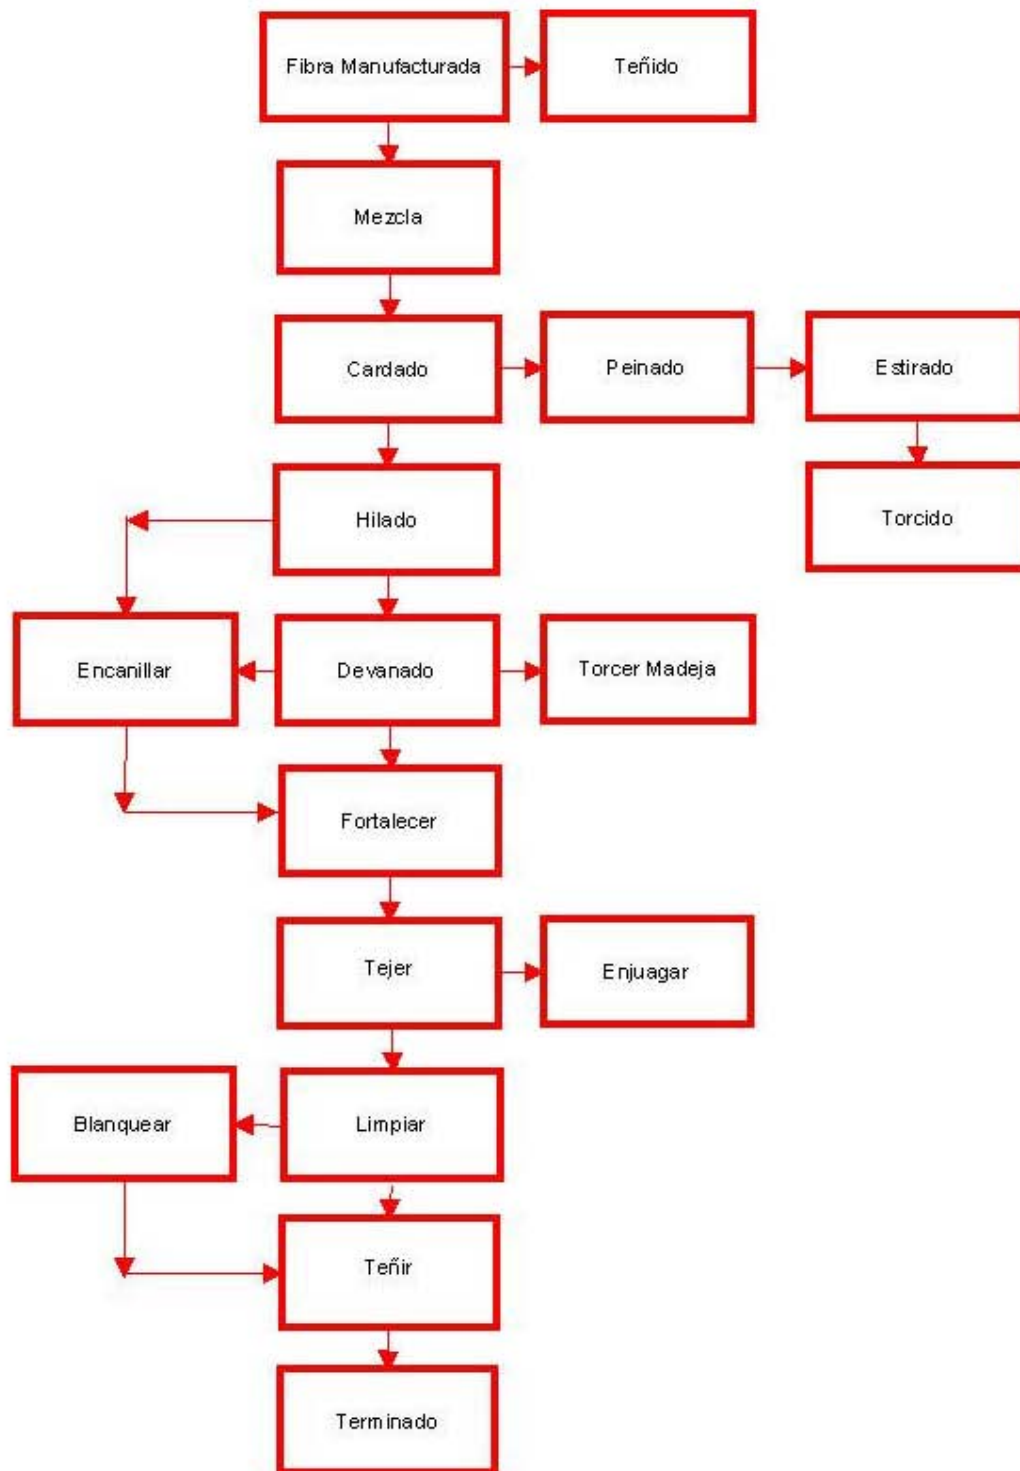 Fibra Manufacturada
Teñido
Mezcla
Cardado
Peinado
Estirado
Hilado
Torcido
Encanillar
Devanado
Torcer Madeja
Fortalecer
Tejer
Enjuagar
Blanquear
Limpiar
Teñir
Terminado